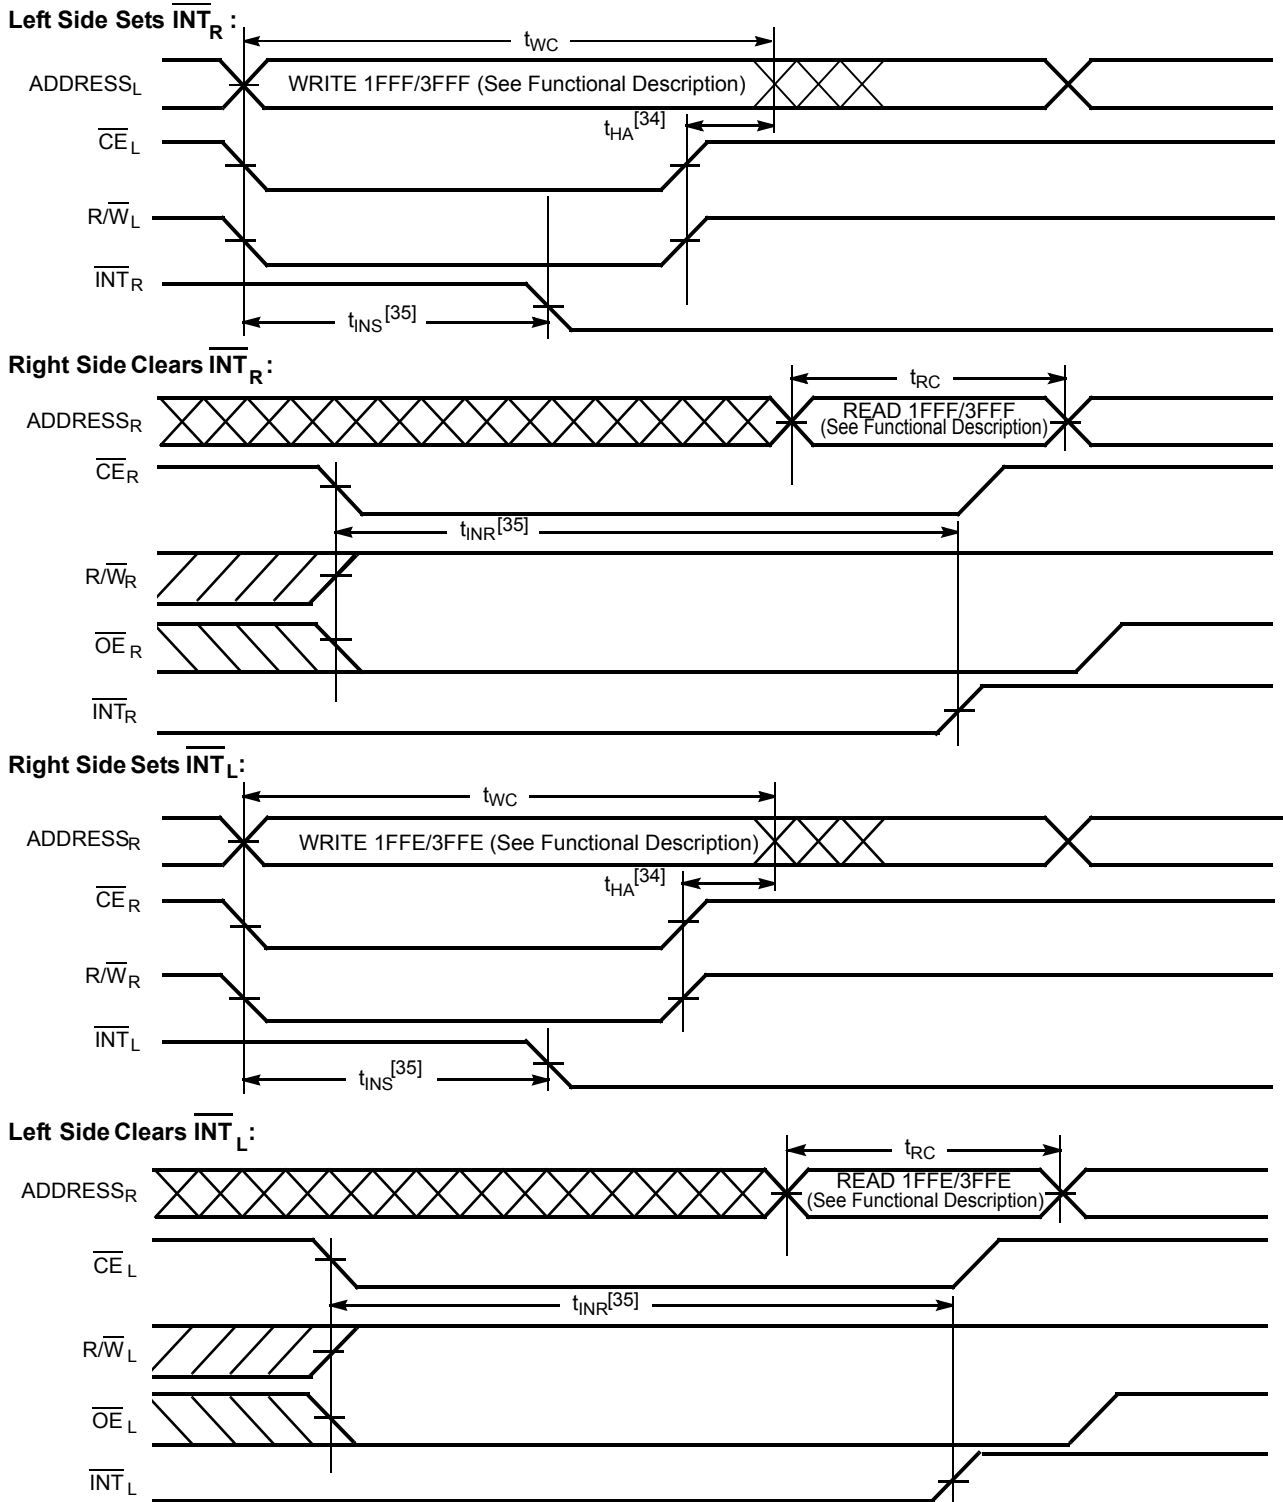 Left Side Sets INT_R :
t_WC
ADDRESS_L
WRITE 1FFF/3FFF (See Functional Description)
t_HA[34]
CE_L
R/W_L
INT_R
t_INS[35]
Right Side Clears INT_R:
t_RC
ADDRESS_R
READ 1FFF/3FFF
(See Functional Description)
CE_R
t_INR[35]
R/W_R
OE_R
INT_R
Right Side Sets INT_L:
t_WC
ADDRESS_R
WRITE 1FFE/3FFE (See Functional Description)
t_HA[34]
CE_R
R/W_R
INT_L
t_INS[35]
Left Side Clears INT_L:
t_RC
ADDRESS_R
READ 1FFE/3FFE
(See Functional Description)
CE_L
t_INR[35]
R/W_L
OE_L
INT_L